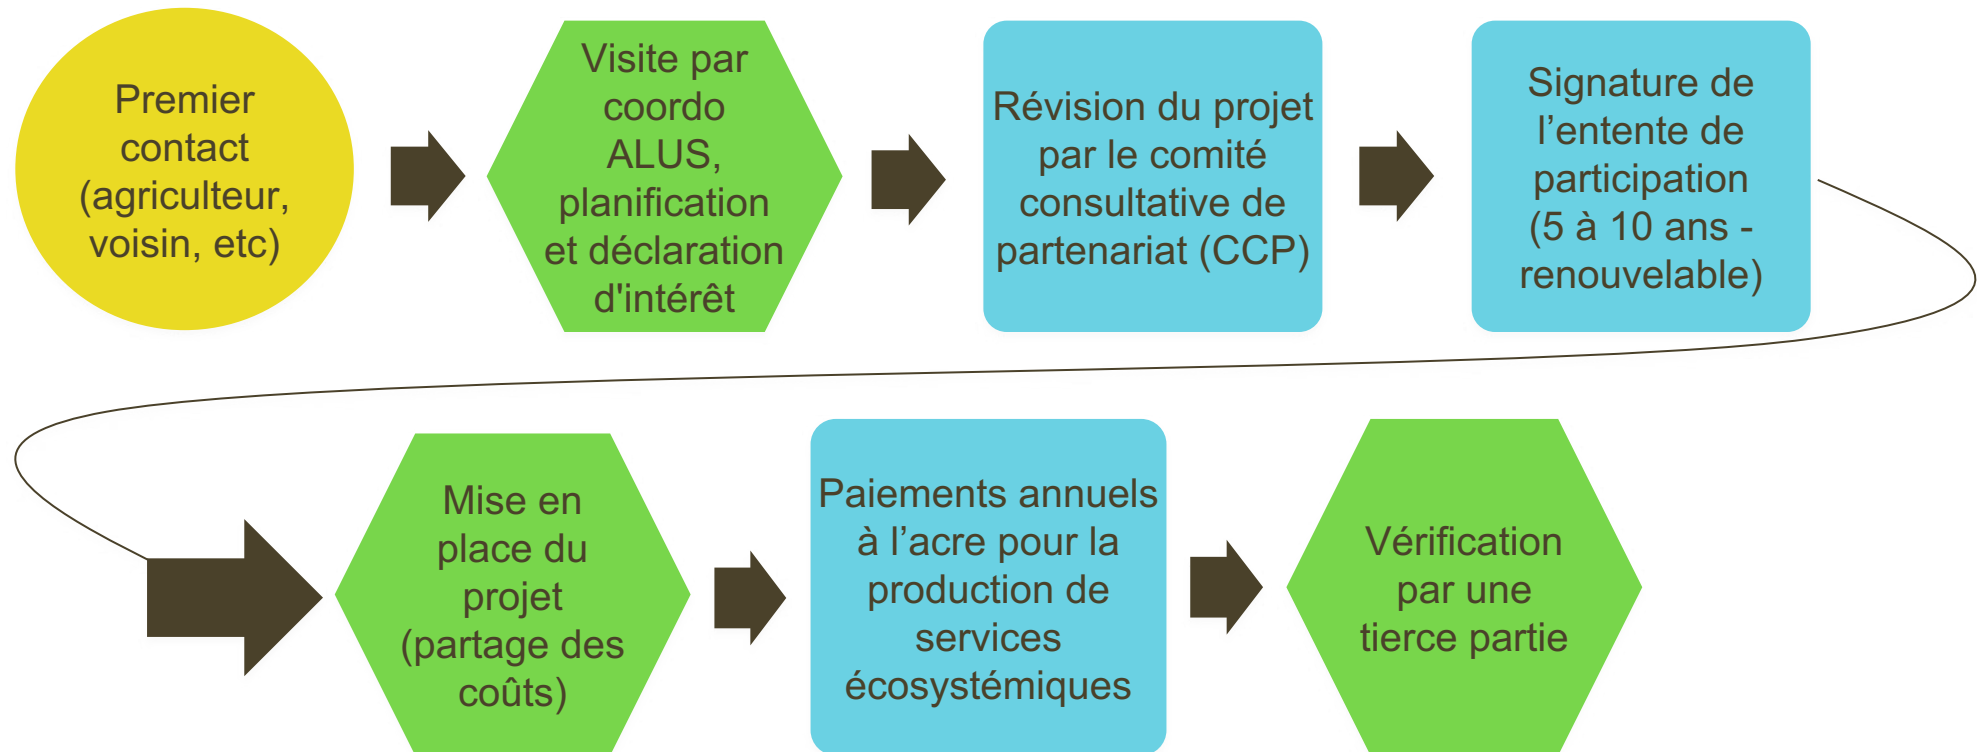 Premier
contact
(agriculteur,
voisin, etc)
Visite par
coordo
ALUS,
planification
et déclaration
d'intérêt
Révision du projet
par le comité
consultative de
partenariat (CCP)
Signature de
l’entente de
participation
(5 à 10 ans -
renouvelable)
Mise en
place du
projet
(partage des
coûts)
Paiements annuels
à l’acre pour la
production de
services
écosystémiques
Vérification
par une
tierce partie